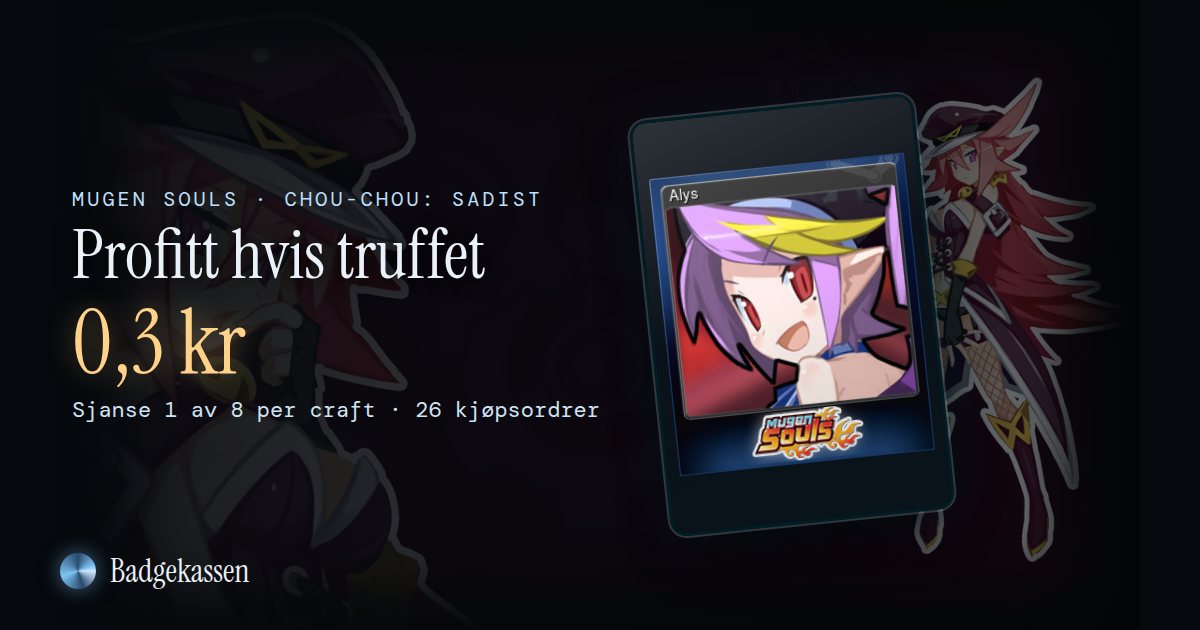 MUGEN SOULS · CHOU-CHOU: SADIST
Profitt hvis truffet
0,3 kr
Sjanse 1 av 8 per craft · 26 kjøpsordrer
Alys
Mugen
Souls
Badgekassen